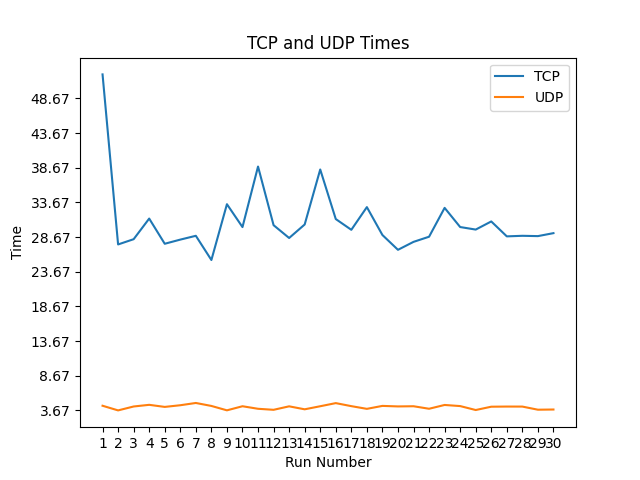 TCP and UDP Times
TCP
UDP
48.67
43.67
38.67
33.67
28.67
23.67
18.67
13.67
8.67
3.67
Time
1 2 3 4 5 6 7 8 9 10 11 12 13 14 15 16 17 18 19 20 21 22 23 24 25 26 27 28 29 30
Run Number